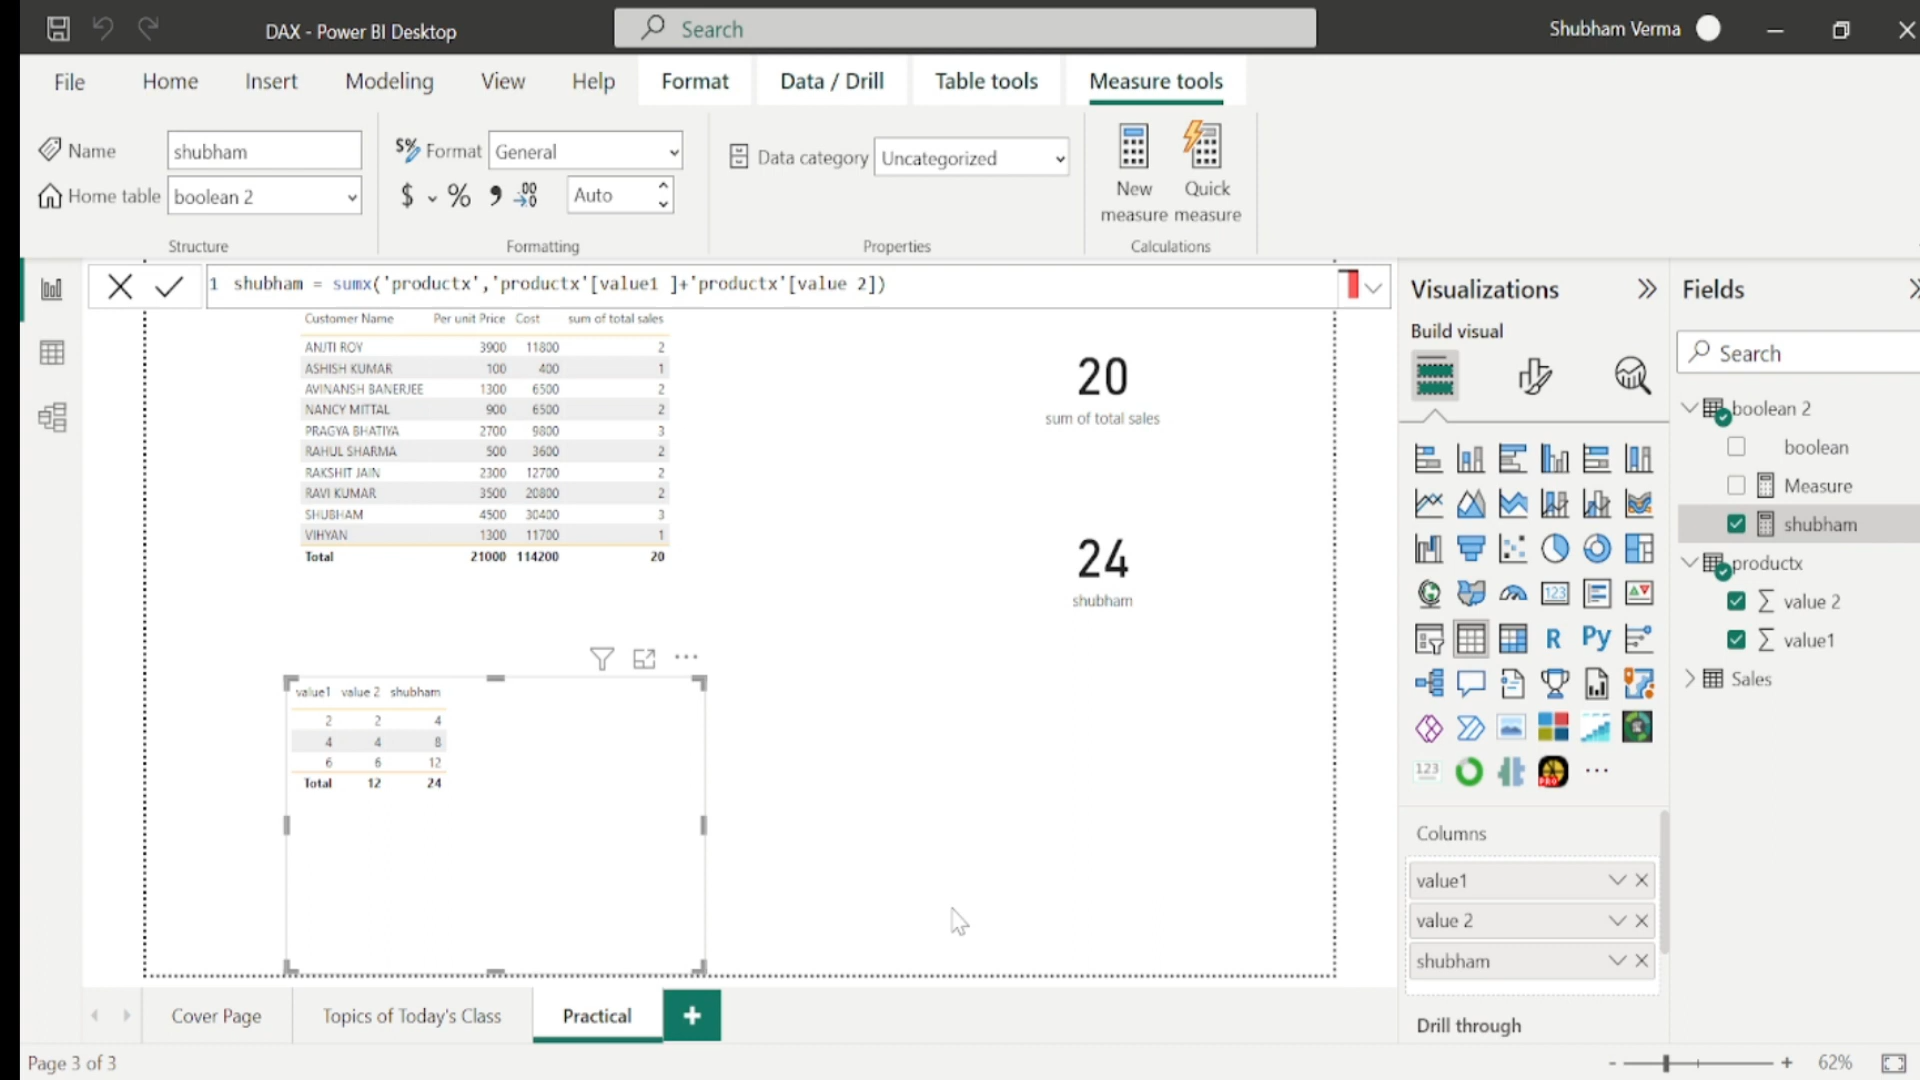 DAX - Power BI Desktop
Search
Shubham Verma
File Home Insert Modeling View Help Format Data / Drill Table tools Measure tools
Name shubham
Home table boolean 2
Structure
$% Format General
$ % 9 .00 →0 Auto
Formatting
Data category Uncategorized
Properties
New measure
Quick measure
Calculations
1 shubham = sumx('productx','productx'[value1 ]+'productx'[value 2])
Customer Name Per unit Price Cost sum of total sales
ANJTI ROY 3900 11800 2
ASHISH KUMAR 100 400 1
AVINANSH BANERJEE 1300 6500 2
NANCY MITTAL 900 6500 2
PRAGYA BHATIYA 2700 9800 3
RAHUL SHARMA 500 3600 2
RAKSHIT JAIN 2300 12700 2
RAVI KUMAR 3500 20800 2
SHUBHAM 4500 30400 3
VIHYAN 1300 11700 1
Total 21000 114200 20
20
sum of total sales
24
shubham
value1 value 2 shubham
2 2 4
4 4 8
6 6 12
Total 12 24
Visualizations
Build visual
123
R
Py
123
PRO
Columns
value1
value 2
shubham
Drill through
Fields
Search
boolean 2
boolean
Measure
shubham
productx
value 2
value1
Sales
Cover Page Topics of Today's Class Practical +
Page 3 of 3
- + 62%